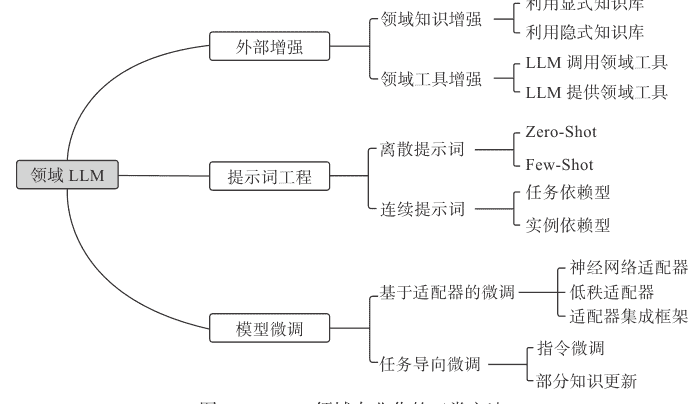 利用显式知识库
领域知识增强
利用隐式知识库
外部增强
LLM 调用领域工具
领域工具增强
LLM 提供领域工具
Zero-Shot
离散提示词
Few-Shot
领域 LLM
提示词工程
任务依赖型
连续提示词
实例依赖型
神经网络适配器
基于适配器的微调
低秩适配器
适配器集成框架
模型微调
指令微调
任务导向微调
部分知识更新